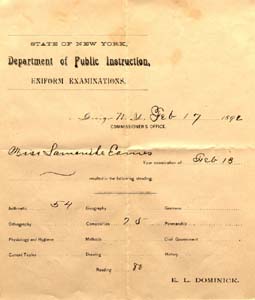 STATE OF NEW YORK,
Department of Public Instruction,
UNIFORM EXAMINATIONS.
N. Y. Feb 17 1892
COMMISSIONER'S OFFICE.
Miss
Your examination of Feb 13
resulted in the following standing:
Arithmetic 54 Geography Grammar
Orthography Composition 75 Penmanship
Physiology and Hygiene Methods Civil Government
Current Topics Drawing History
Reading 80
E. L. DOMINICK.